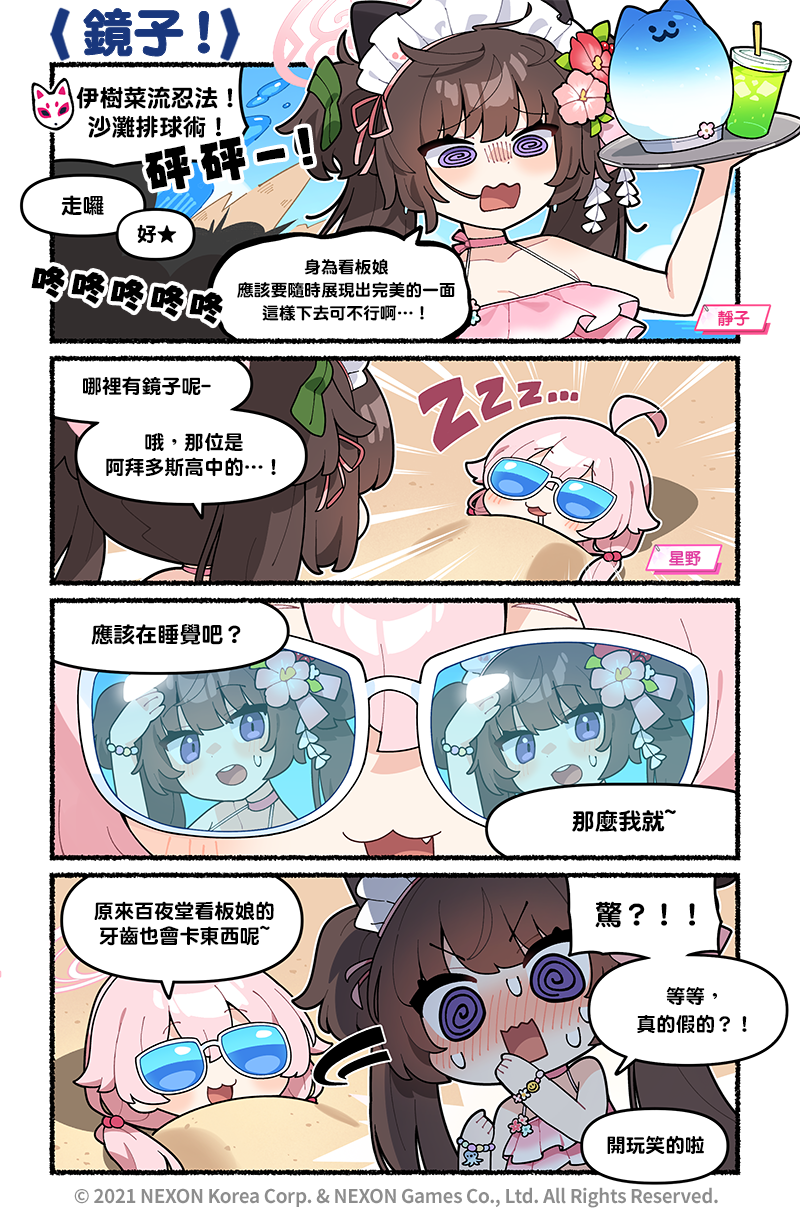 《鏡子！》
伊樹菜流忍法！
沙灘排球術！
砰砰–！
走囉
好★
咚咚咚咚咚
身為看板娘
應該要隨時展現出完美的一面
這樣下去可不行啊⋯！
靜子
哪裡有鏡子呢–
哦，那位是
阿拜多斯高中的⋯！
ZZZ...
星野
應該在睡覺吧？
那麼我就~
原來百夜堂看板娘的
牙齒也會卡東西呢~
驚？！！
等等，
真的假的？！
開玩笑的啦
© 2021 NEXON Korea Corp. & NEXON Games Co., Ltd. All Rights Reserved.